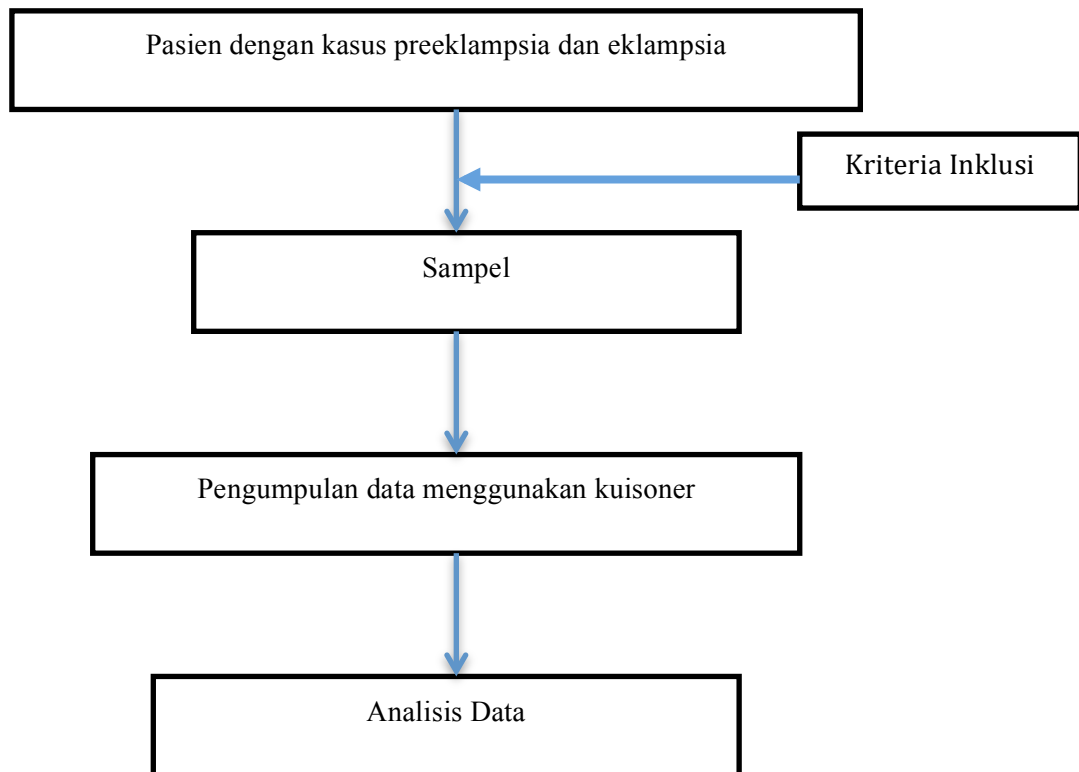 Pasien dengan kasus preeklampsia dan eklampsia
Kriteria Inklusi
Sampel
Pengumpulan data menggunakan kuisoner
Analisis Data